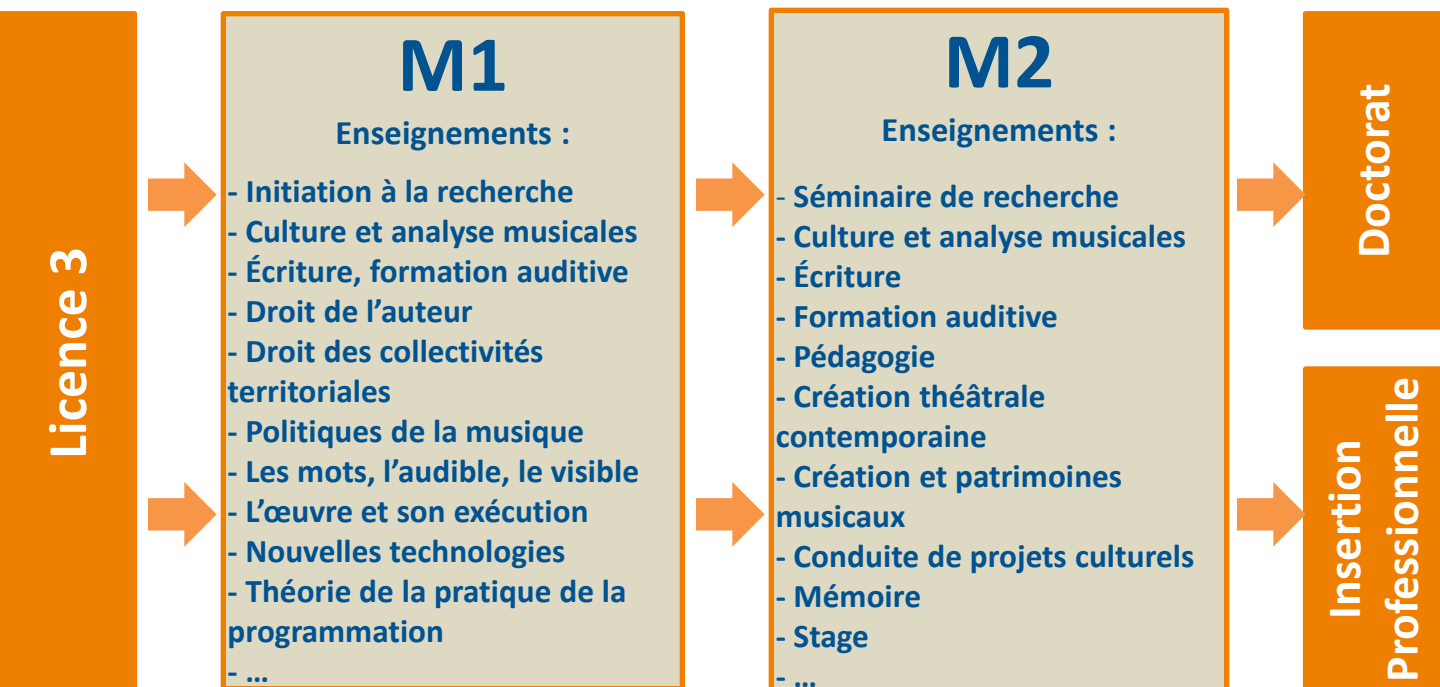 Licence 3
M1
Enseignements :
- Initiation à la recherche
- Culture et analyse musicales
- Écriture, formation auditive
- Droit de l’auteur
- Droit des collectivités
territoriales
- Politiques de la musique
- Les mots, l’audible, le visible
- L’œuvre et son exécution
- Nouvelles technologies
- Théorie de la pratique de la
programmation
- …
M2
Enseignements :
- Séminaire de recherche
- Culture et analyse musicales
- Écriture
- Formation auditive
- Pédagogie
- Création théâtrale
contemporaine
- Création et patrimoines
musicaux
- Conduite de projets culturels
- Mémoire
- Stage
- …
Doctorat
Insertion
Professionnelle